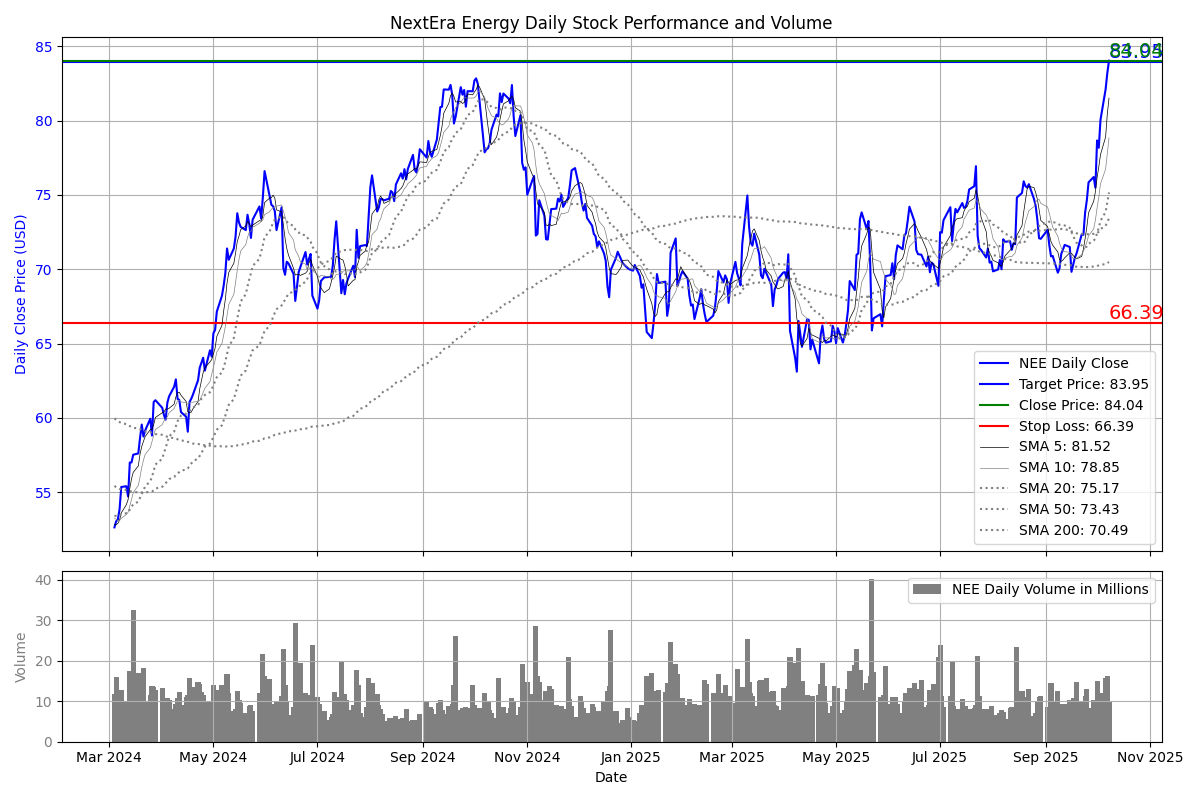 NextEra Energy Daily Stock Performance and Volume
Daily Close Price (USD)
85
80
75
70
65
60
55
83.95
84.04
66.39
NEE Daily Close
Target Price: 83.95
Close Price: 84.04
Stop Loss: 66.39
SMA 5: 81.52
SMA 10: 78.85
SMA 20: 75.17
SMA 50: 73.43
SMA 200: 70.49
Volume
40
30
20
10
0
NEE Daily Volume in Millions
Mar 2024
May 2024
Jul 2024
Sep 2024
Nov 2024
Jan 2025
Mar 2025
May 2025
Jul 2025
Sep 2025
Nov 2025
Date